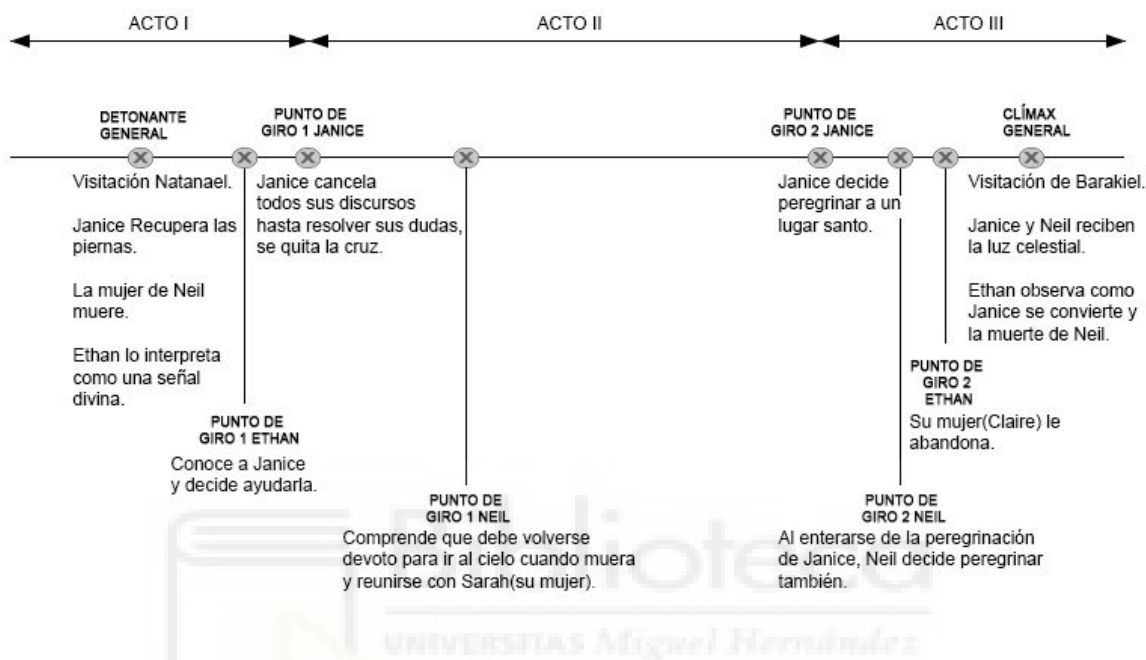 ACTO I
ACTO II
ACTO III
DETONANTE
GENERAL
Visitación Natanael.
Janice Recupera las
piernas.
La mujer de Neil
muere.
Ethan lo interpreta
como una señal
divina.
PUNTO DE
GIRO 1 ETHAN
Conoce a Janice
y decide ayudarla.
PUNTO DE
GIRO 1 JANICE
Janice cancela
todos sus discursos
hasta resolver sus dudas,
se quita la cruz.
PUNTO DE
GIRO 1 NEIL
Comprende que debe volverse
devoto para ir al cielo cuando muera
y reunirse con Sarah(su mujer).
PUNTO DE
GIRO 2 JANICE
Janice decide
peregrinar a un
lugar santo.
PUNTO DE
GIRO 2 NEIL
Al enterarse de la peregrinación
de Janice, Neil decide peregrinar
también.
PUNTO DE
GIRO 2
ETHAN
Su mujer(Claire) le
abandona.
CLÍMAX
GENERAL
Visitación de Barakiel.
Janice y Neil reciben
la luz celestial.
Ethan observa como
Janice se convierte y
la muerte de Neil.
Biblioteca
UNIVERSITAS Miguel Hernández